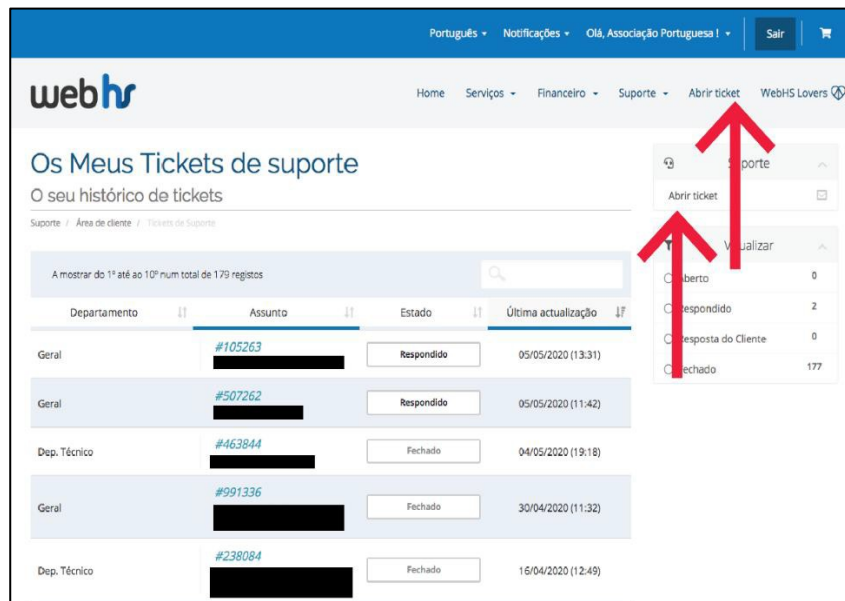 Português Notificações Olá, Associação Portuguesa ! Sair
webhs
Home Serviços Financeiro Suporte Abrir ticket WebHS Lovers
Os Meus Tickets de suporte
O seu histórico de tickets
Suporte / Área de cliente / Tickets de Suporte
A mostrar do 1º até ao 10º num total de 179 registos
Departamento Assunto Estado Última actualização
Geral #105263 Respondido 05/05/2020 (13:31)
Geral #507262 Respondido 05/05/2020 (11:42)
Dep. Técnico #463844 Fechado 04/05/2020 (19:18)
Geral #991336 Fechado 30/04/2020 (11:32)
Dep. Técnico #238084 Fechado 16/04/2020 (12:49)
Suporte
Abrir ticket
Visualizar
Aberto 0
Respondido 2
Resposta do Cliente 0
Fechado 177